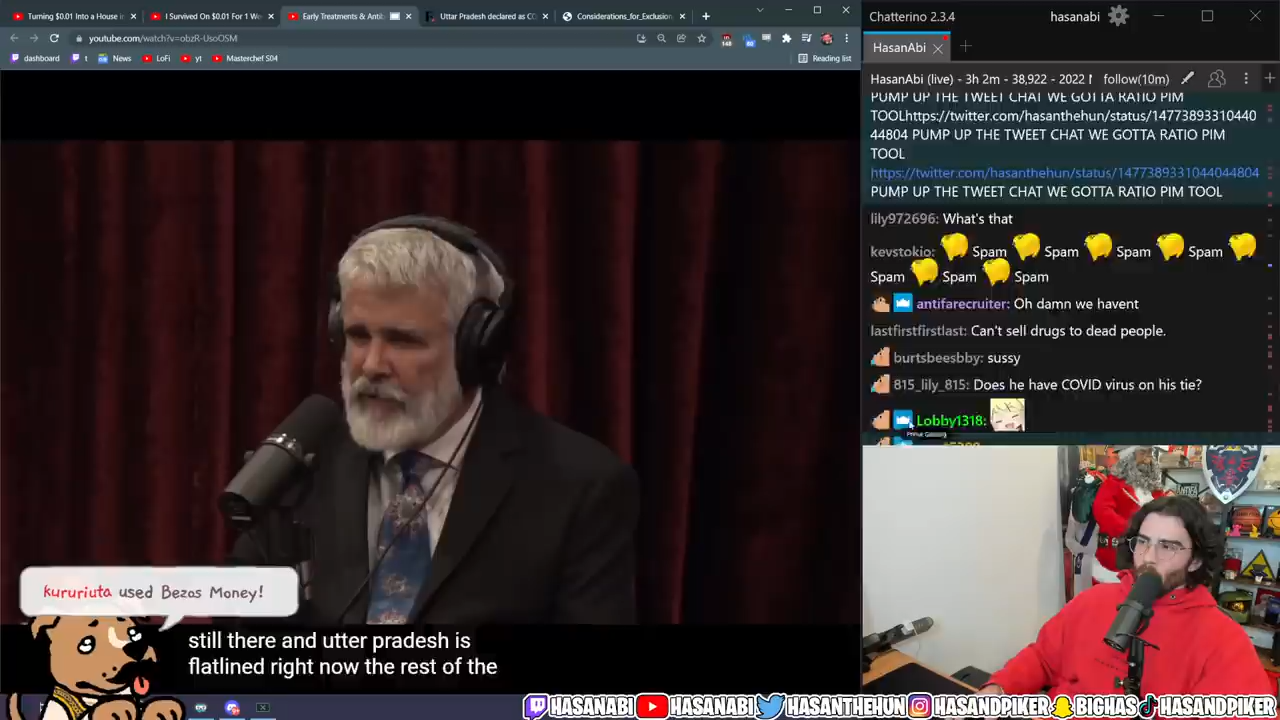 Turning $0.01 Into a House in
I Survived On $0.01 For 1 We
Early Treatments & Antib
Uttar Pradesh declared as CO
Considerations_for_Exclusion
youtube.com/watch?v=obzR-UsoOSM
dashboard
t
News
LoFi
yt
Masterchef S04
Reading list
Chatterino 2.3.4
hasanabi
HasanAbi
HasanAbi (live) - 3h 2m - 38,922 - 2022 !
follow(10m)
PUMP UP THE TWEET CHAT WE GOTTA RATIO PIM
TOOLhttps://twitter.com/hasanthehun/status/14773893310440
44804 PUMP UP THE TWEET CHAT WE GOTTA RATIO PIM
TOOL
https://twitter.com/hasanthehun/status/1477389331044044804
PUMP UP THE TWEET CHAT WE GOTTA RATIO PIM TOOL
lily972696: What's that
kevstokio: Spam Spam Spam Spam
Spam Spam Spam
antifarecruiter: Oh damn we havent
lastfirstfirstlast: Can't sell drugs to dead people.
burtsbeesbby: sussy
815_lily_815: Does he have COVID virus on his tie?
Lobby1318:
Prime Gaming
kururiuta used Bezos Money!
still there and utter pradesh is
flatlined right now the rest of the
HASANABI HASANABI HASANTHEHUN HASANDPIKER BIGHAS HASANDPIKER